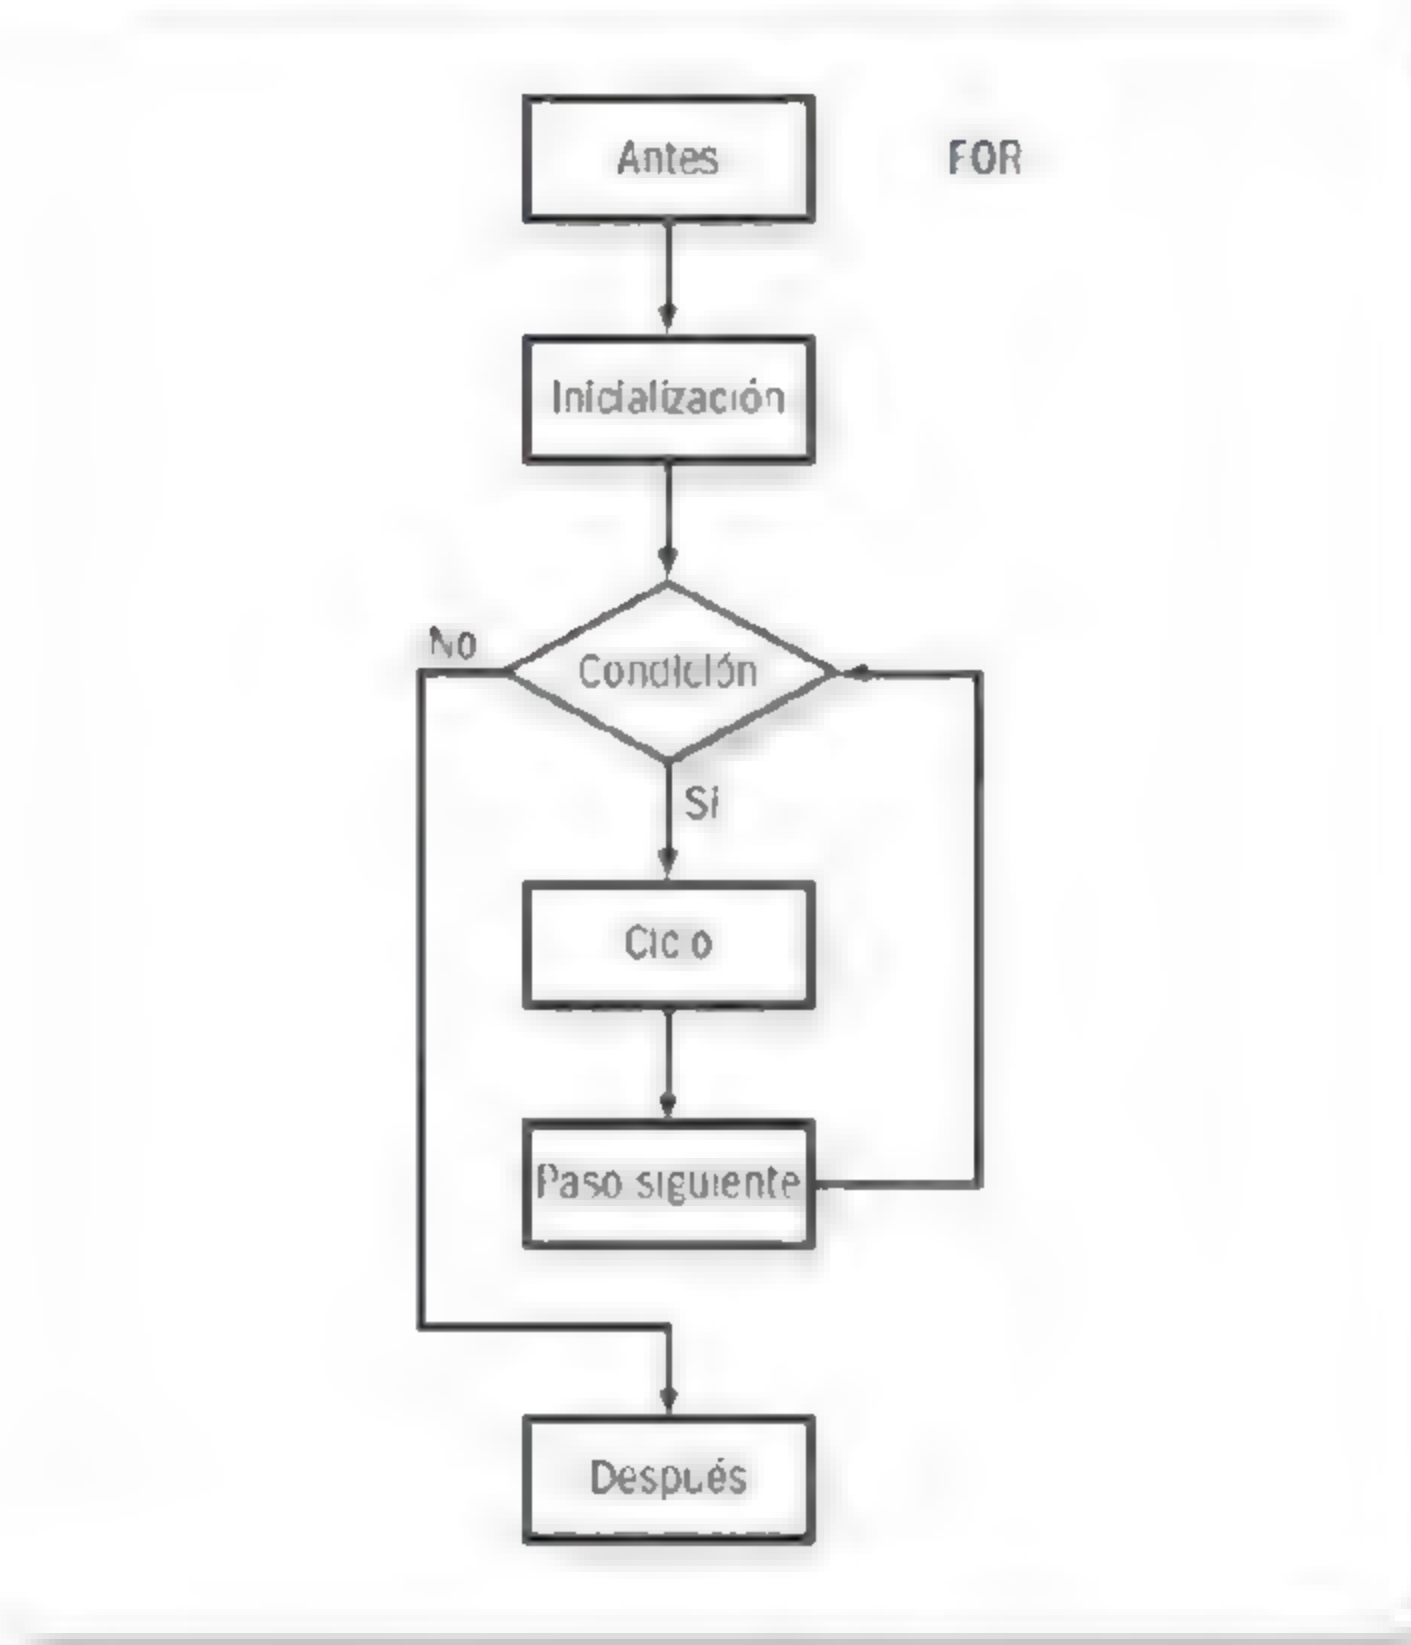 Antes
FOR
Inicialización
No
Condición
Sí
Ciclo
Paso siguiente
Después